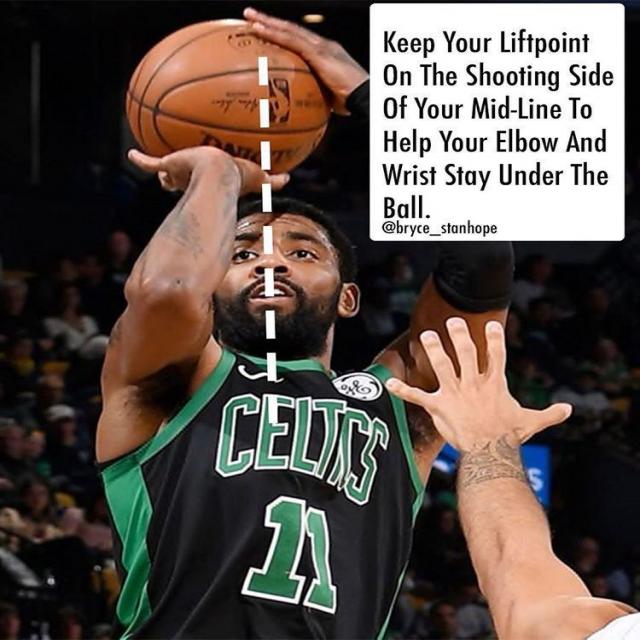 Keep Your Liftpoint
On The Shooting Side
Of Your Mid-Line To
Help Your Elbow And
Wrist Stay Under The
Ball.
@bryce_stanhope
CELTICS
11